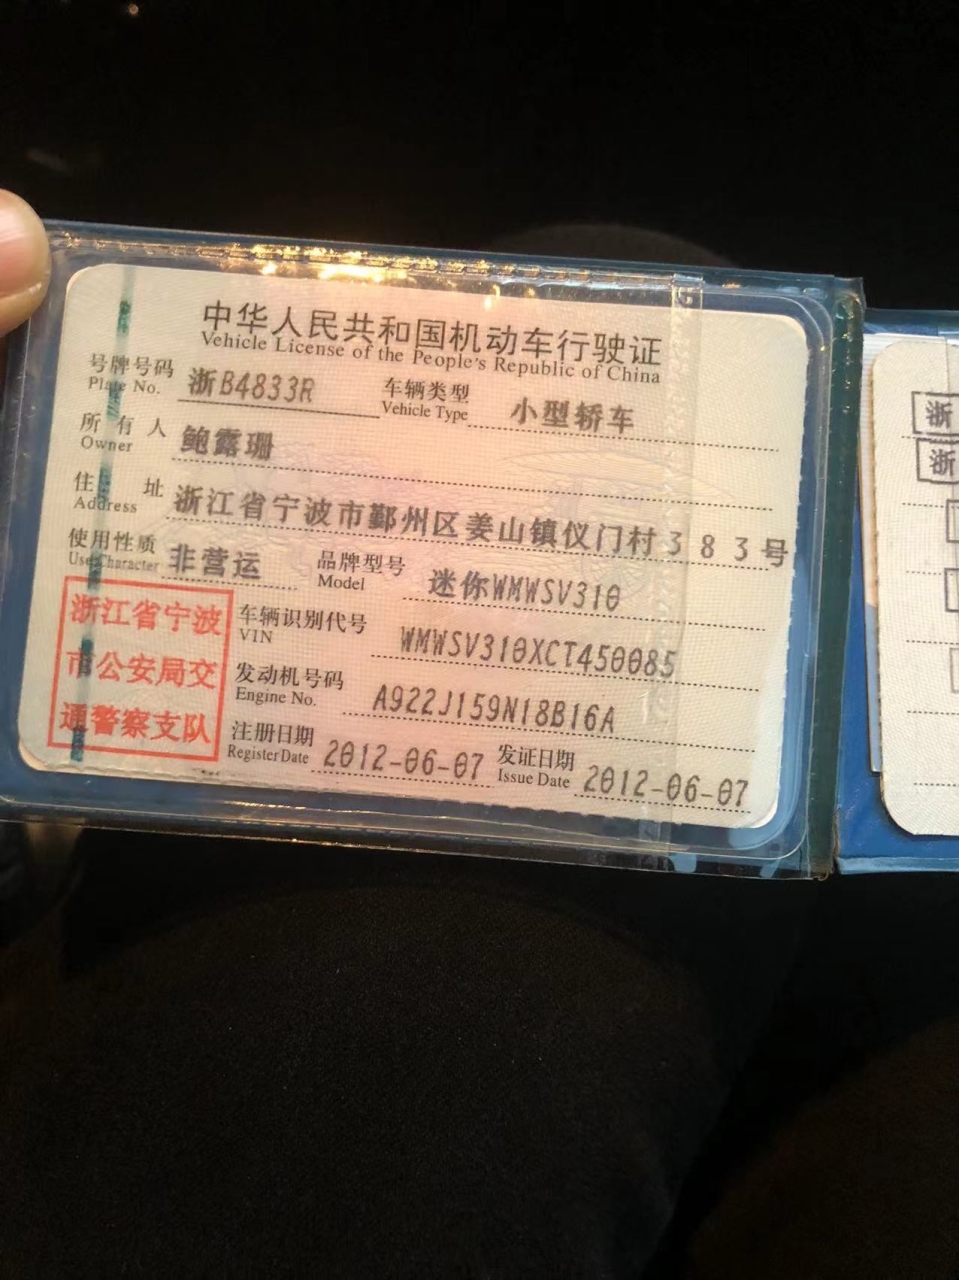 中华人民共和国机动车行驶证
Vehicle License of the People's Republic of China
号牌号码 浙B4833R 车辆类型 小型轿车
Plate No. Vehicle Type
所有人 鲍露珊
Owner
住址 浙江省宁波市鄞州区姜山镇仪门村383号
Address
使用性质 非营运 品牌型号 迷你WMWSV310
Use Character Model
浙江省宁波
市公安局交
通警察支队
车辆识别代号 WMWSV310XCT450085
VIN
发动机号码 A922J159N18B16A
Engine No.
注册日期 2012-06-07 发证日期 2012-06-07
Register Date Issue Date
浙
浙